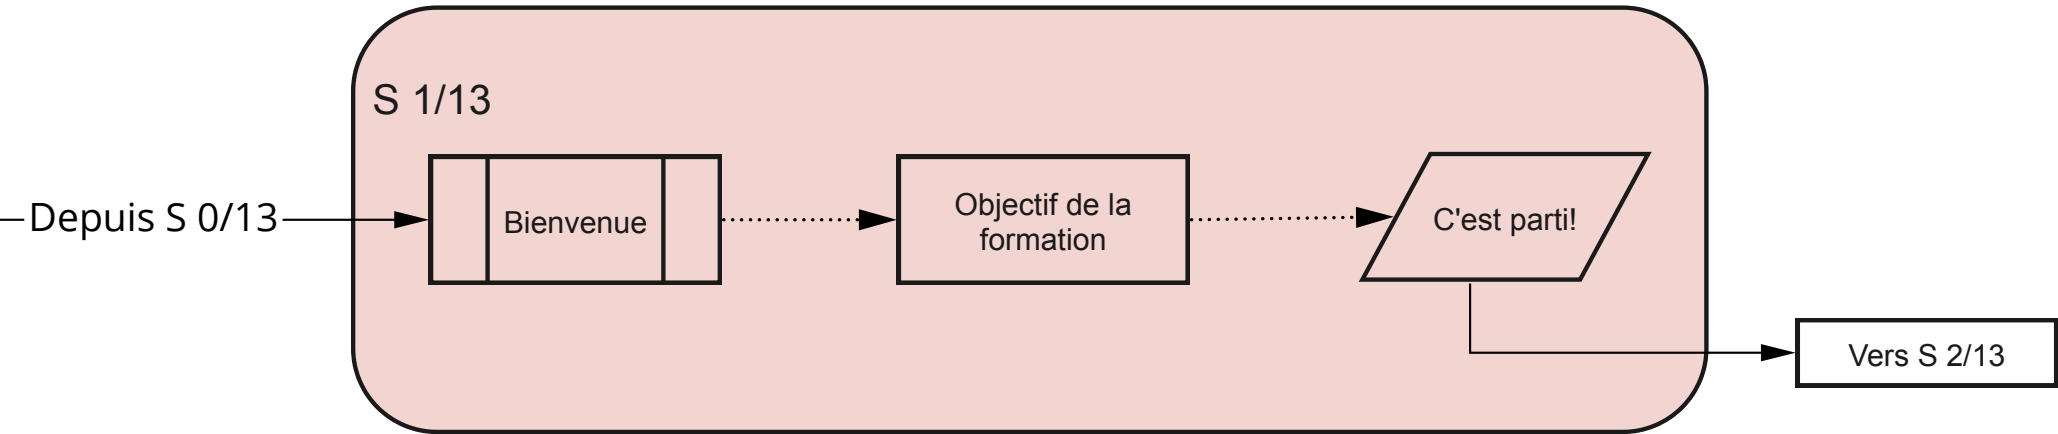 S 1/13
Depuis S 0/13
Bienvenue
Objectif de la
formation
C'est parti!
Vers S 2/13